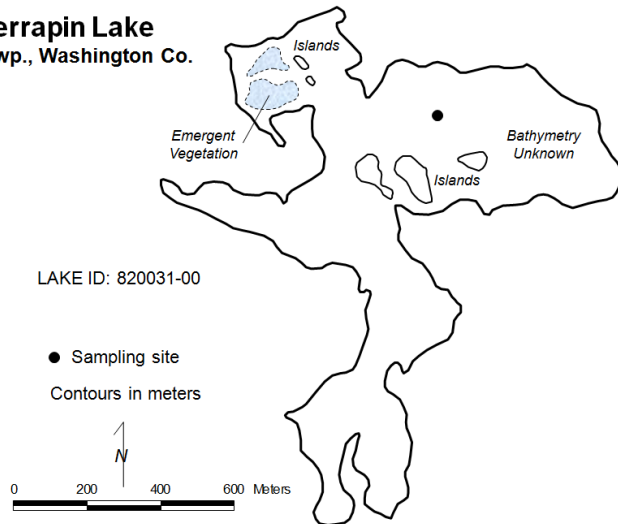 errapin Lake
wp., Washington Co.
Islands
Emergent
Vegetation
Bathymetry
Unknown
Islands
LAKE ID: 820031-00
Sampling site
Contours in meters
N
0 200 400 600 Meters